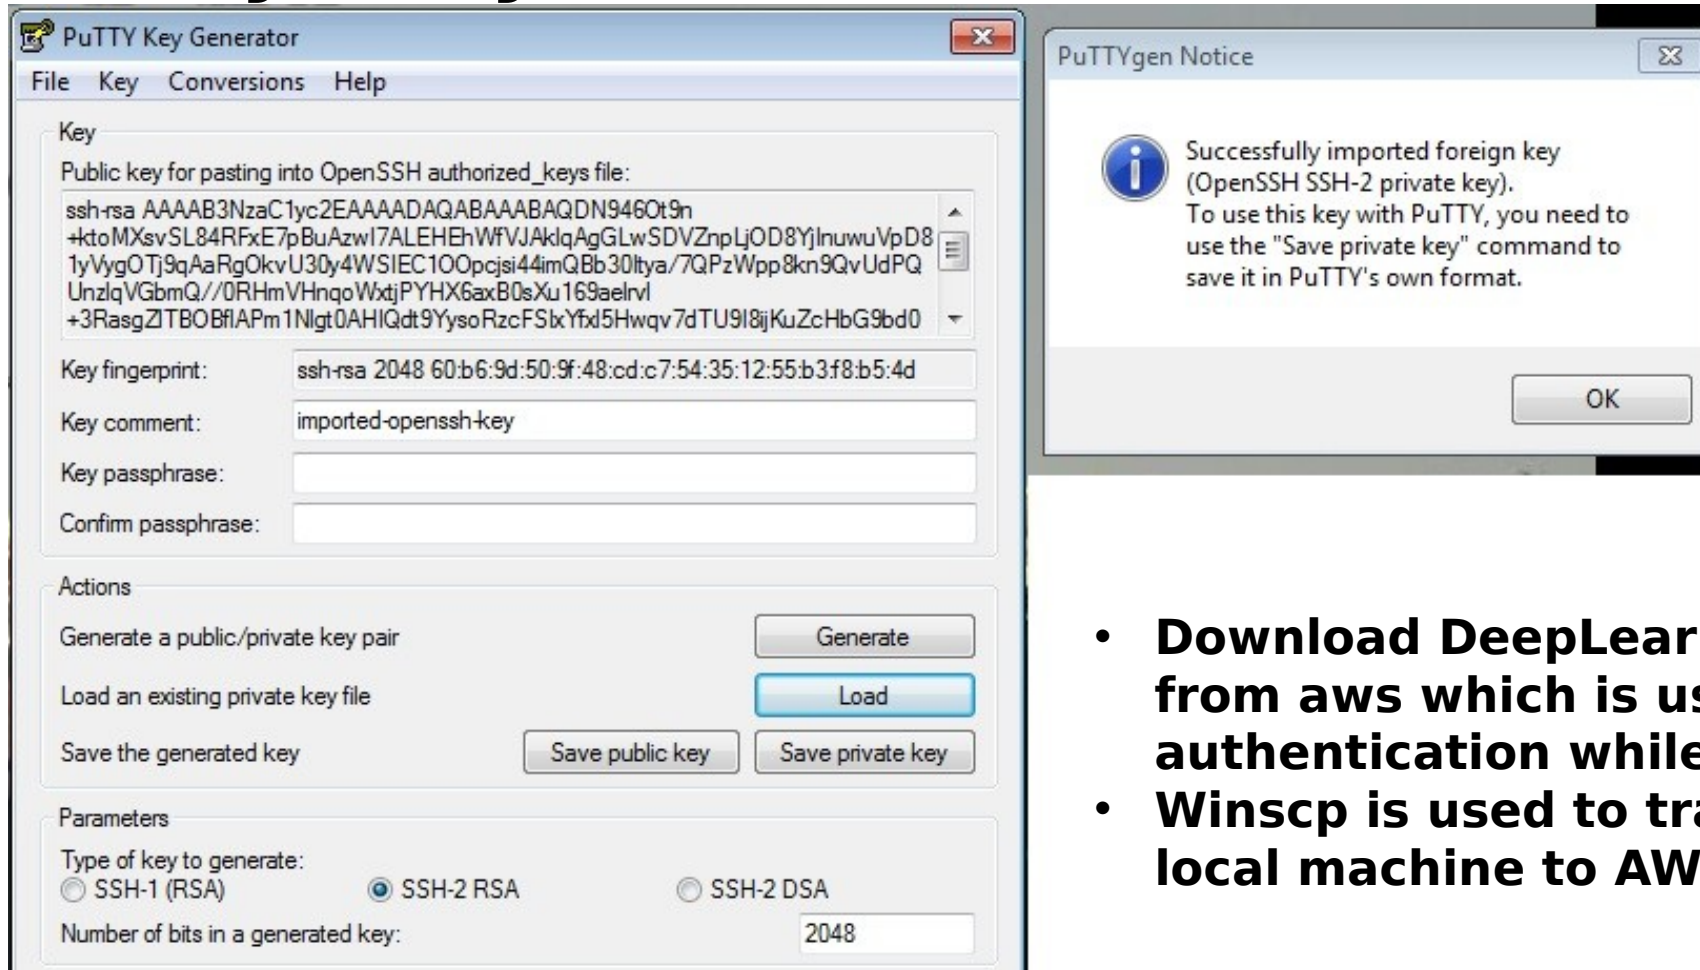 PuTTY Key Generator
File Key Conversions Help
Key
Public key for pasting into OpenSSH authorized_keys file:
ssh-rsa AAAAB3NzaC1yc2EAAAADAQABAAABAQDN946Ot9n
+ktoMXsvSL84RFxE7pBuAzwI7ALEHEhWfVJAklqAgGLwSDVZnpLjOD8YjInuwuVpD8
1yVygOTj9qAaRgOkvU30y4WSIEC1OOpcjsi44imQBb30ltya/7QPzWpp8kn9QvUdPQ
UnzlqVGbmQ//0RHmVHnqoWxtjPYHX6axB0sXu169aelrvl
+3RasgZITBOBflAPm1NIgt0AHIQdt9YysoRzcFSlxYfxI5Hwqv7dTU9I8ijKuZcHbG9bd0
Key fingerprint: ssh-rsa 2048 60:b6:9d:50:9f:48:cd:c7:54:35:12:55:b3:f8:b5:4d
Key comment: imported-openssh-key
Key passphrase:
Confirm passphrase:
Actions
Generate a public/private key pair Generate
Load an existing private key file Load
Save the generated key Save public key Save private key
Parameters
Type of key to generate:
SSH-1 (RSA) SSH-2 RSA SSH-2 DSA
Number of bits in a generated key: 2048
PuTTYgen Notice
Successfully imported foreign key
(OpenSSH SSH-2 private key).
To use this key with PuTTY, you need to
use the "Save private key" command to
save it in PuTTY's own format.
OK
• Download DeepLear
from aws which is us
authentication while
• Winscp is used to tra
local machine to AW